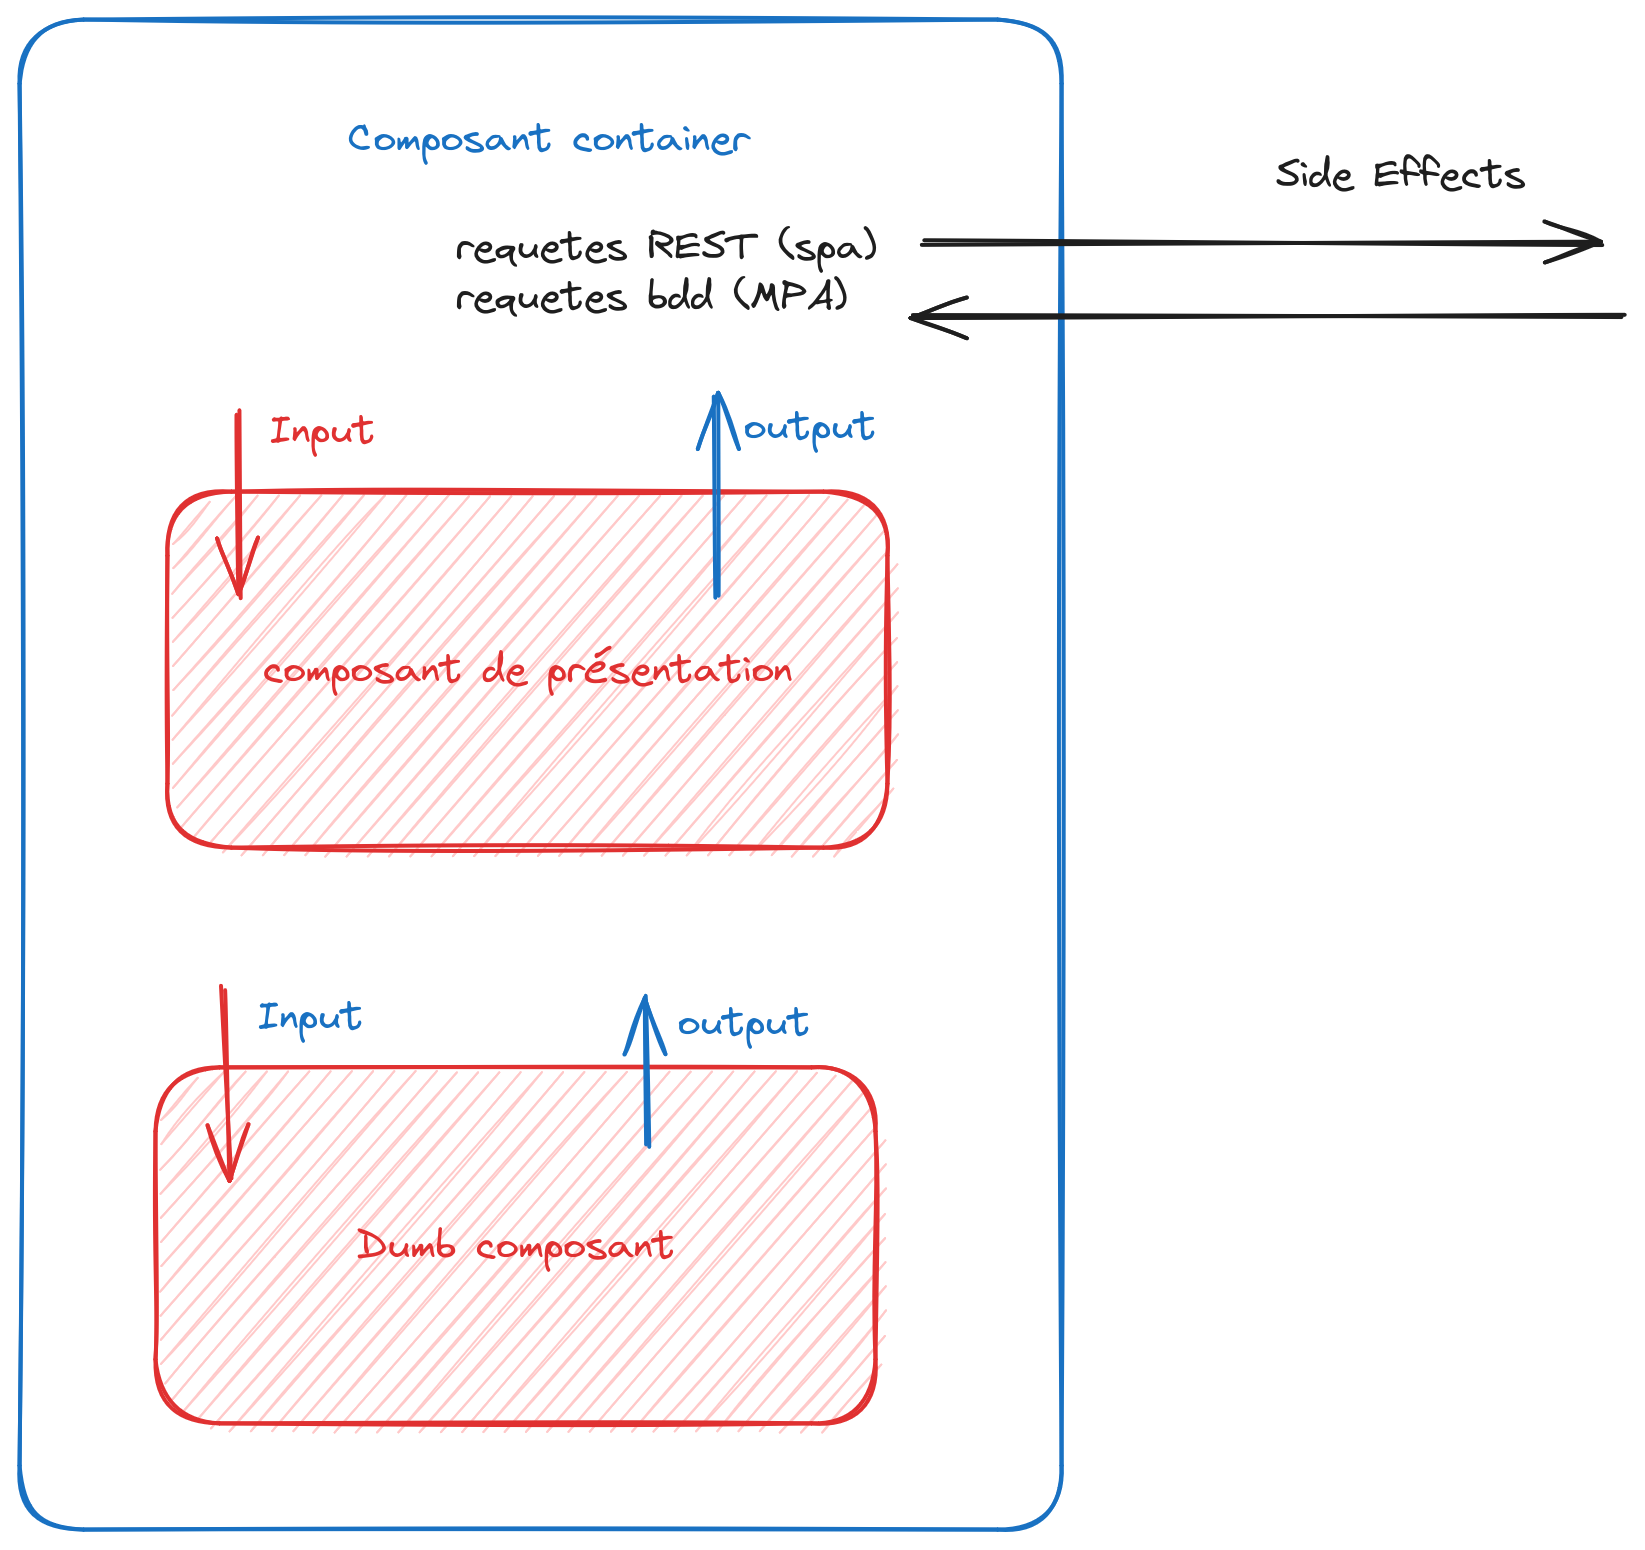 Composant container
Side Effects
requetes REST (spa)
requetes bdd (MPA)
Input
output
composant de présentation
Input
output
Dumb composant